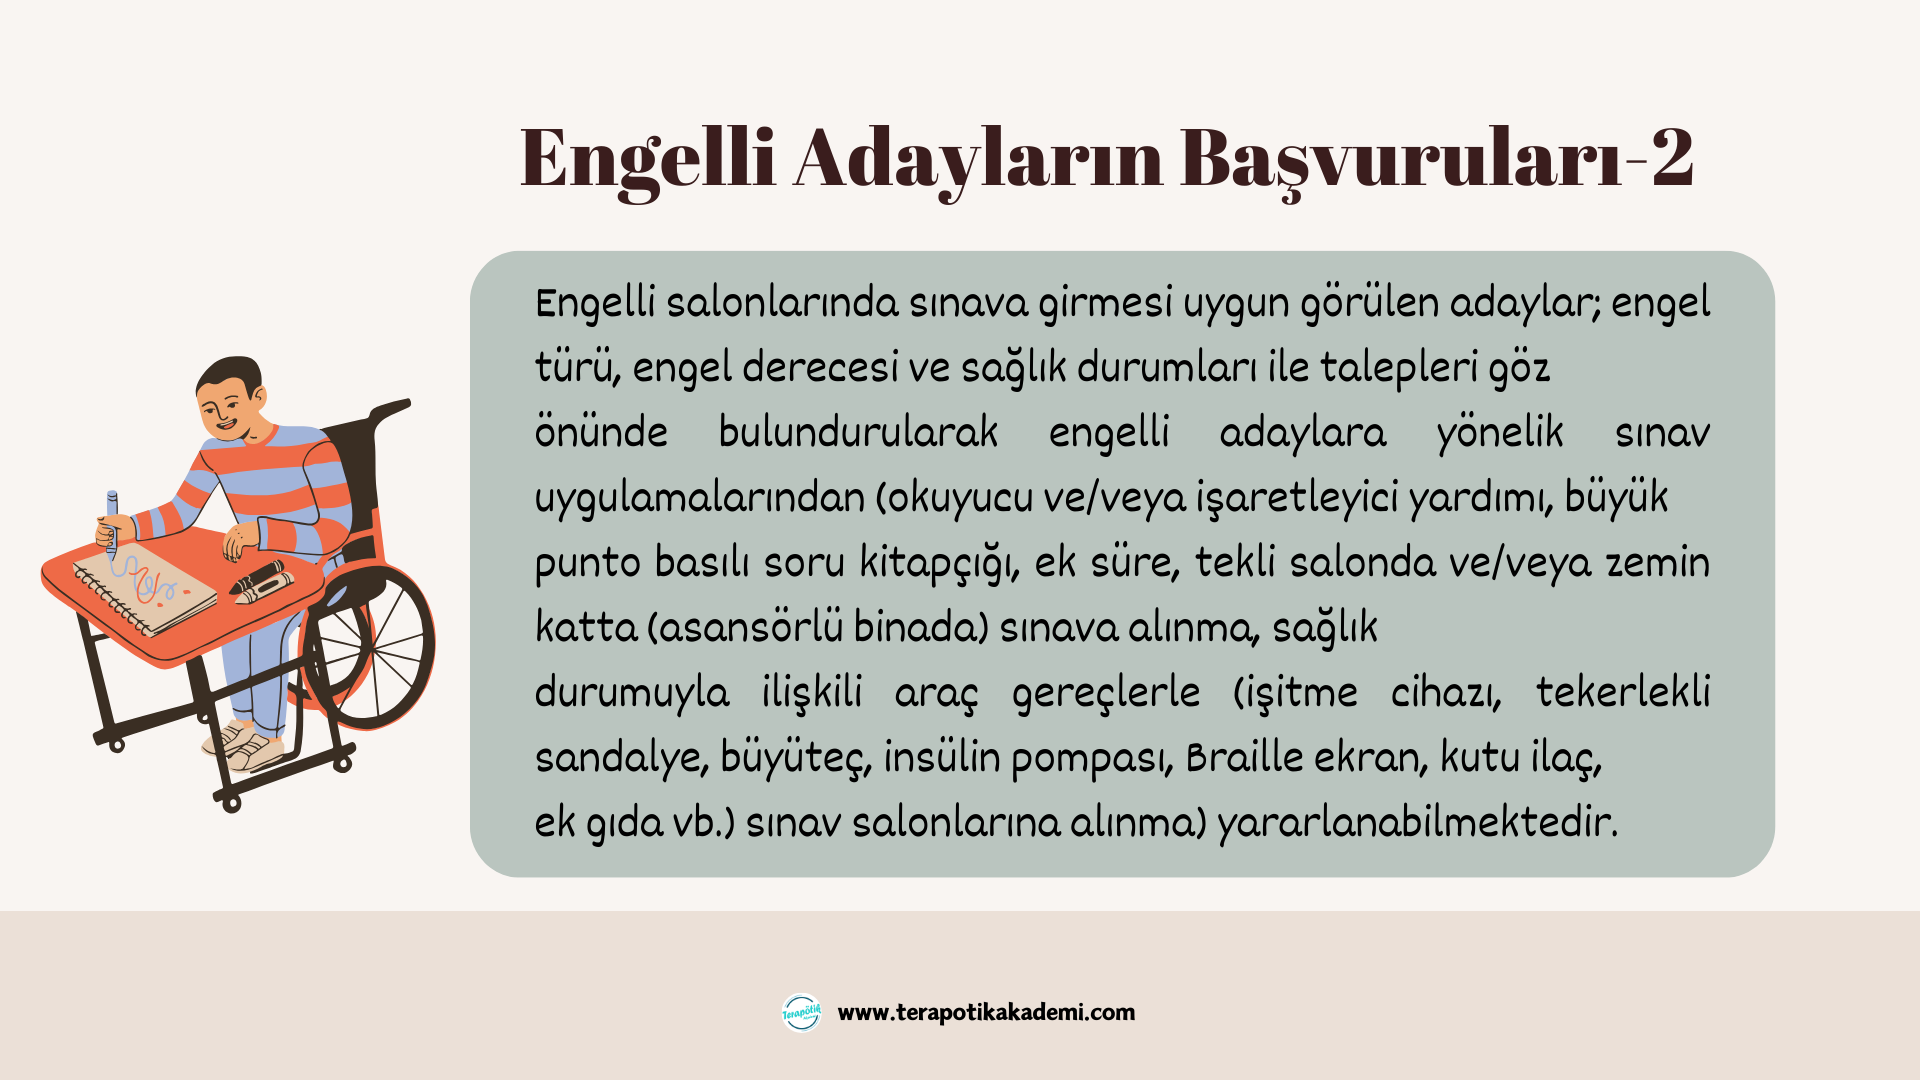 Engelli Adayların Başvuruları-2
Engelli salonlarında sınava girmesi uygun görülen adaylar; engel
türü, engel derecesi ve sağlık durumları ile talepleri göz
önünde bulundurularak engelli adaylara yönelik sınav
uygulamalarından (okuyucu ve/veya işaretleyici yardımı, büyük
punto basılı soru kitapçığı, ek süre, tekli salonda ve/veya zemin
katta (asansörlü binada) sınava alınma, sağlık
durumuyla ilişkili araç gereçlerle (işitme cihazı, tekerlekli
sandalye, büyüteç, insülin pompası, Braille ekran, kutu ilaç,
ek gıda vb.) sınav salonlarına alınma) yararlanabilmektedir.
Terapötik
www.terapotikakademi.com